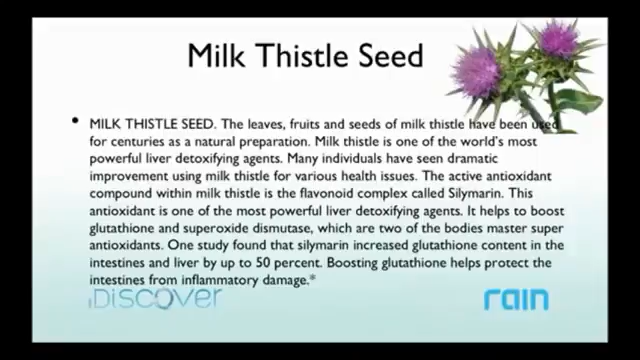 Milk Thistle Seed
• MILK THISTLE SEED. The leaves, fruits and seeds of milk thistle have been used
for centuries as a natural preparation. Milk thistle is one of the world's most
powerful liver detoxifying agents. Many individuals have seen dramatic
improvement using milk thistle for various health issues. The active antioxidant
compound within milk thistle is the flavonoid complex called Silymarin. This
antioxidant is one of the most powerful liver detoxifying agents. It helps to boost
glutathione and superoxide dismutase, which are two of the bodies master super
antioxidants. One study found that silymarin increased glutathione content in the
intestines and liver by up to 50 percent. Boosting glutathione helps protect the
intestines from inflammatory damage.*
iDiscover
rain